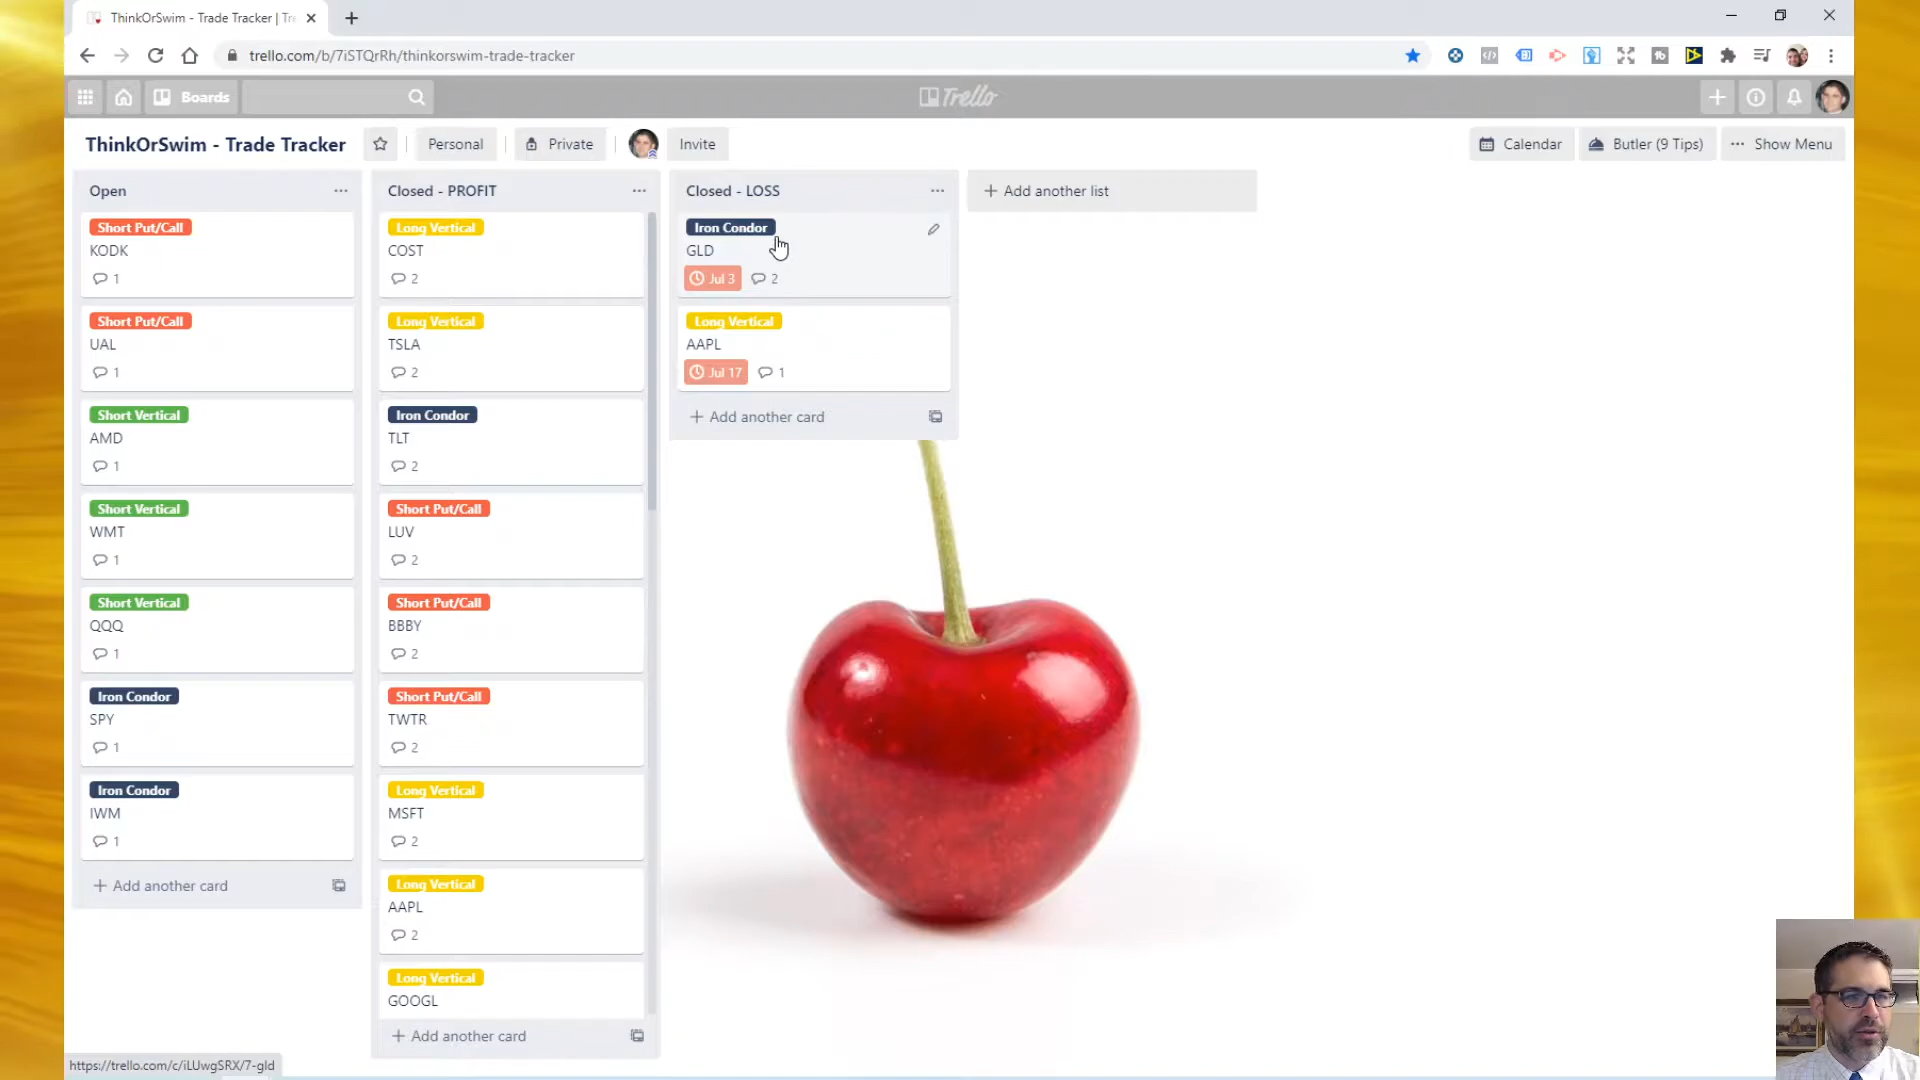 ThinkOrSwim - Trade Tracker | Tre
trello.com/b/7iSTQrRh/thinkorswim-trade-tracker
Boards
Trello
ThinkOrSwim - Trade Tracker
Personal
Private
Invite
Calendar
Butler (9 Tips)
Show Menu
Open
Short Put/Call
KODK
1
Short Put/Call
UAL
1
Short Vertical
AMD
1
Short Vertical
WMT
1
Short Vertical
QQQ
1
Iron Condor
SPY
1
Iron Condor
IWM
1
Add another card
Closed - PROFIT
Long Vertical
COST
2
Long Vertical
TSLA
2
Iron Condor
TLT
2
Short Put/Call
LUV
2
Short Put/Call
BBBY
2
Short Put/Call
TWTR
2
Long Vertical
MSFT
2
Long Vertical
AAPL
2
Long Vertical
GOOGL
Add another card
Closed - LOSS
Iron Condor
GLD
Jul 3 2
Long Vertical
AAPL
Jul 17 1
Add another card
Add another list
https://trello.com/c/iLUwgSRX/7-gld